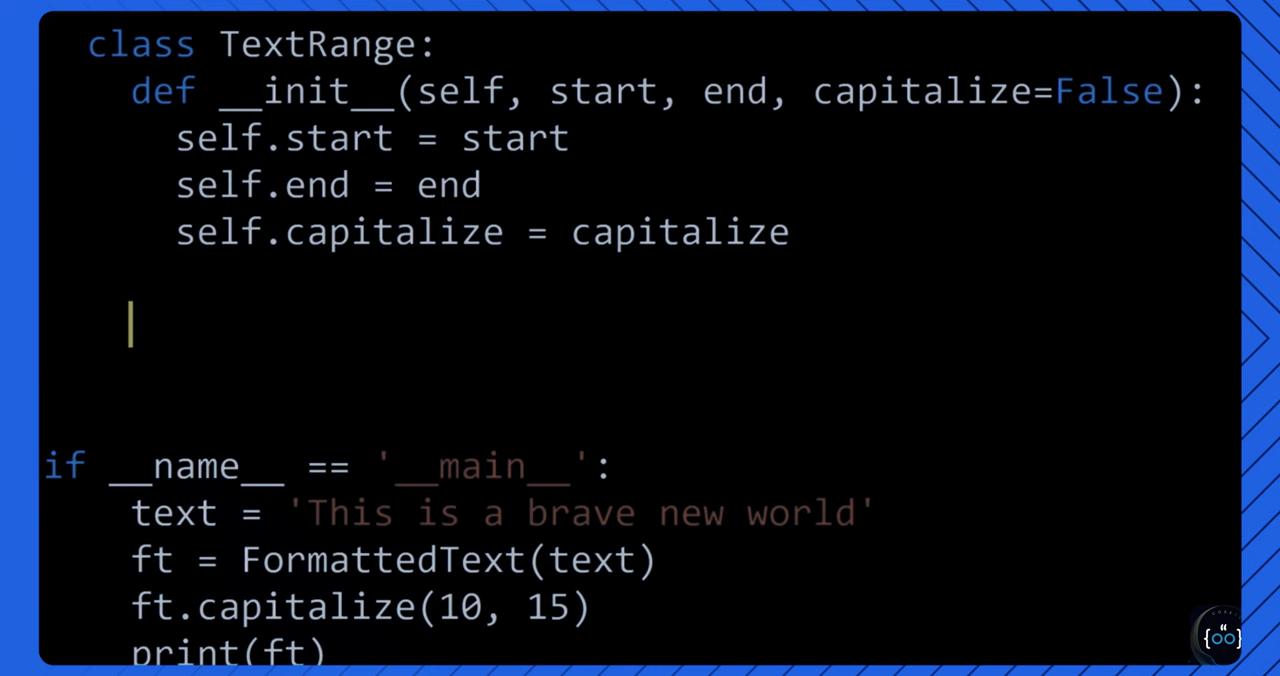 class TextRange:
def __init__(self, start, end, capitalize=False):
self.start = start
self.end = end
self.capitalize = capitalize
if __name__ == '__main__':
text = 'This is a brave new world'
ft = FormattedText(text)
ft.capitalize(10, 15)
print(ft)